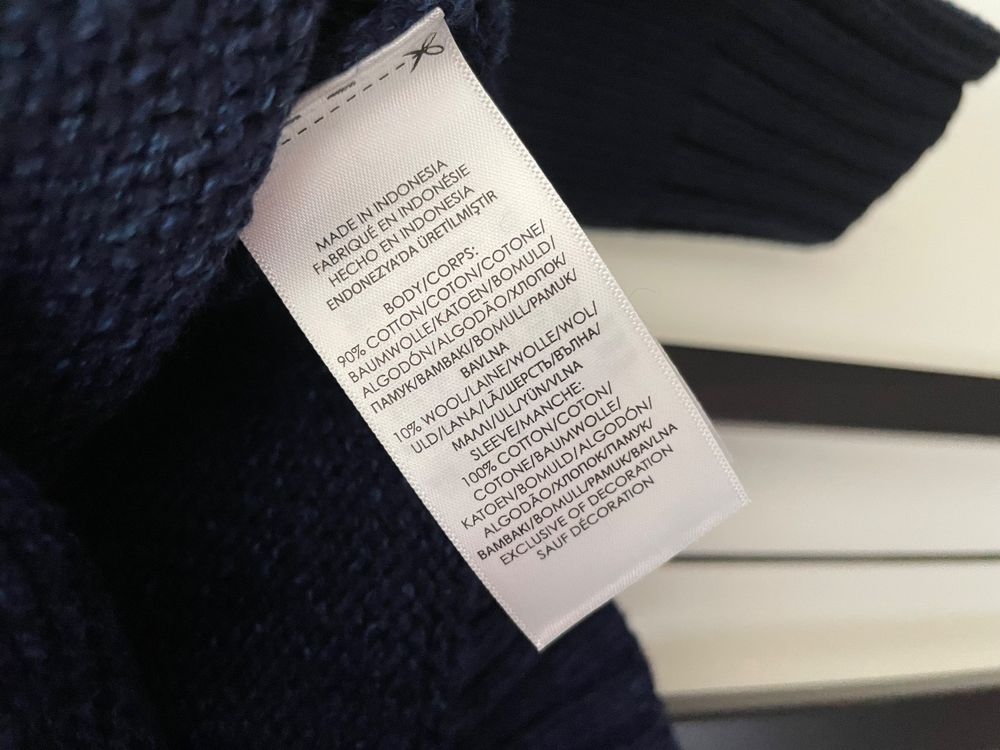 MADE IN INDONESIA
FABRIQUÉ EN INDONÉSIE
HECHO EN INDONESIA
ENDONEZYA'DA ÜRETILMIŞTIR
BODY/CORPS:
90% COTTON/COTON/COTONE/
BAUMWOLLE/KATOEN/BOMULD/
ALGODÓN/ALGODÃO/ХЛОПОК/
ПАМУК/BAMBAKI/BOMULL/PAMUK/
BAVLNA
10% WOOL/LAINE/WOLLE/WOL/
ULD/LANA/LÃ/ШЕРСТЬ/ВЪЛНА/
ΜΑΛΛΙ/ULL/YÜN/VLNA
SLEEVE/MANCHE:
100% COTTON/COTON/
COTONE/BAUMWOLLE/
KATOEN/BOMULD/ALGODÓN/
ALGODÃO/ХЛОПОК/ПАМУК/
BAMBAKI/BOMULL/PAMUK/BAVLNA
EXCLUSIVE OF DECORATION
SAUF DÉCORATION